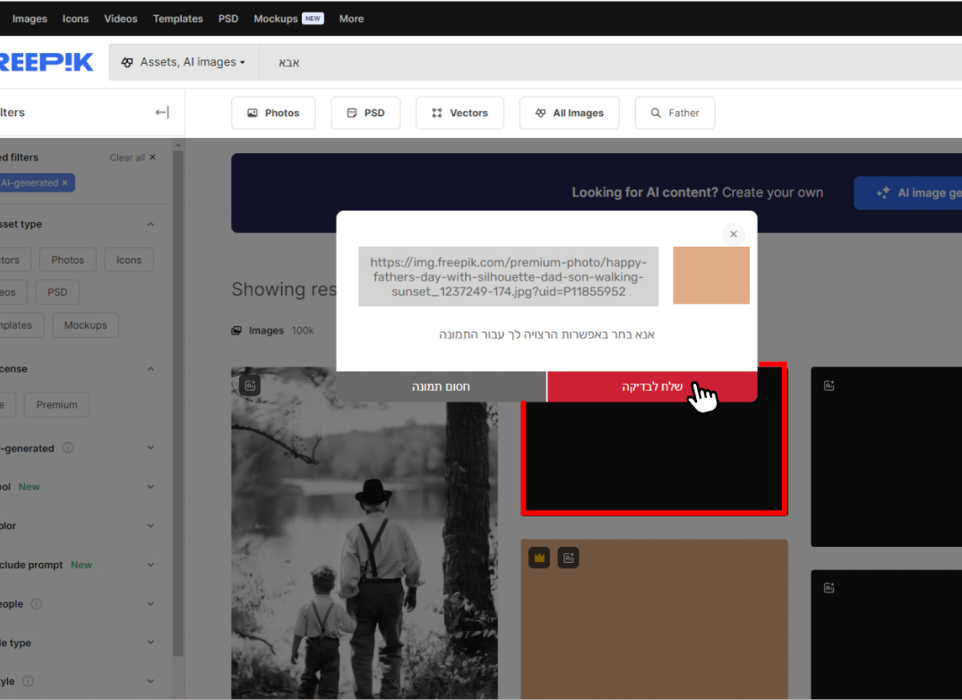 Images Icons Videos Templates PSD Mockups NEW More
REEPIK Assets, AI images אבא
lters Photos PSD Vectors All Images Father
ed filters Clear all ×
AI-generated ×
Looking for AI content? Create your own AI image ge
sset type
tors Photos Icons
eos PSD
nplates Mockups
https://img.freepik.com/premium-photo/happy-
fathers-day-with-silhouette-dad-son-walking-
sunset_1237249-174.jpg?uid=P11855952
Showing res
Images 100k
אנא בחר באפשרות הרצויה לך עבור התמונה
שלח לבדיקה
חסום תמונה
cense
e Premium
-generated
ool New
olor
clude prompt New
eople
le type
yle